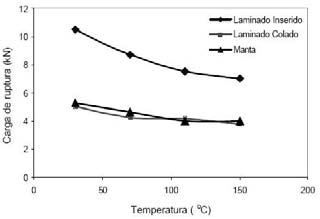 12
10
8
6
4
2
0
Carga de ruptura (kN)
Laminado Inserido
Laminado Colado
Manta
0
50
100
150
200
Temperatura ( ºC)